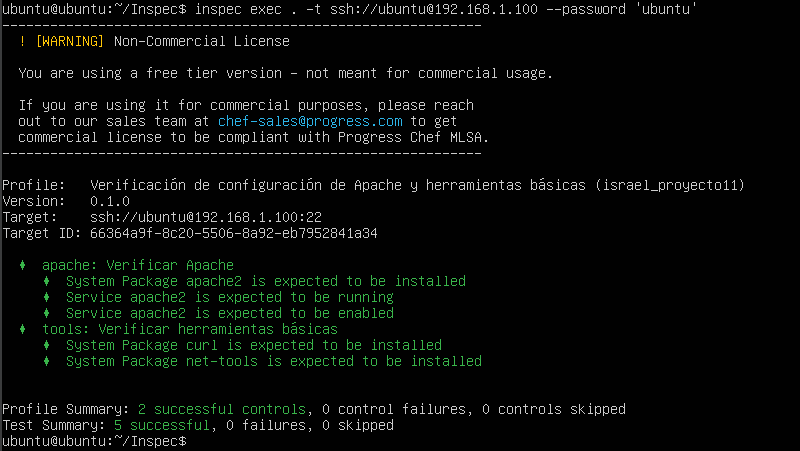 ubuntu@ubuntu:~/Inspec$ inspec exec . -t ssh://ubuntu@192.168.1.100 --password 'ubuntu'
------------------------------------------------------------
! [WARNING] Non-Commercial License
You are using a free tier version - not meant for commercial usage.
If you are using it for commercial purposes, please reach
out to our sales team at chef-sales@progress.com to get
commercial license to be compliant with Progress Chef MLSA.
------------------------------------------------------------
Profile:   Verificación de configuración de Apache y herramientas básicas (israel_proyecto11)
Version:   0.1.0
Target:    ssh://ubuntu@192.168.1.100:22
Target ID: 66364a9f-8c20-5506-8a92-eb7952841a34
♦  apache: Verificar Apache
♦  System Package apache2 is expected to be installed
♦  Service apache2 is expected to be running
♦  Service apache2 is expected to be enabled
♦  tools: Verificar herramientas básicas
♦  System Package curl is expected to be installed
♦  System Package net-tools is expected to be installed
Profile Summary: 2 successful controls, 0 control failures, 0 controls skipped
Test Summary: 5 successful, 0 failures, 0 skipped
ubuntu@ubuntu:~/Inspec$